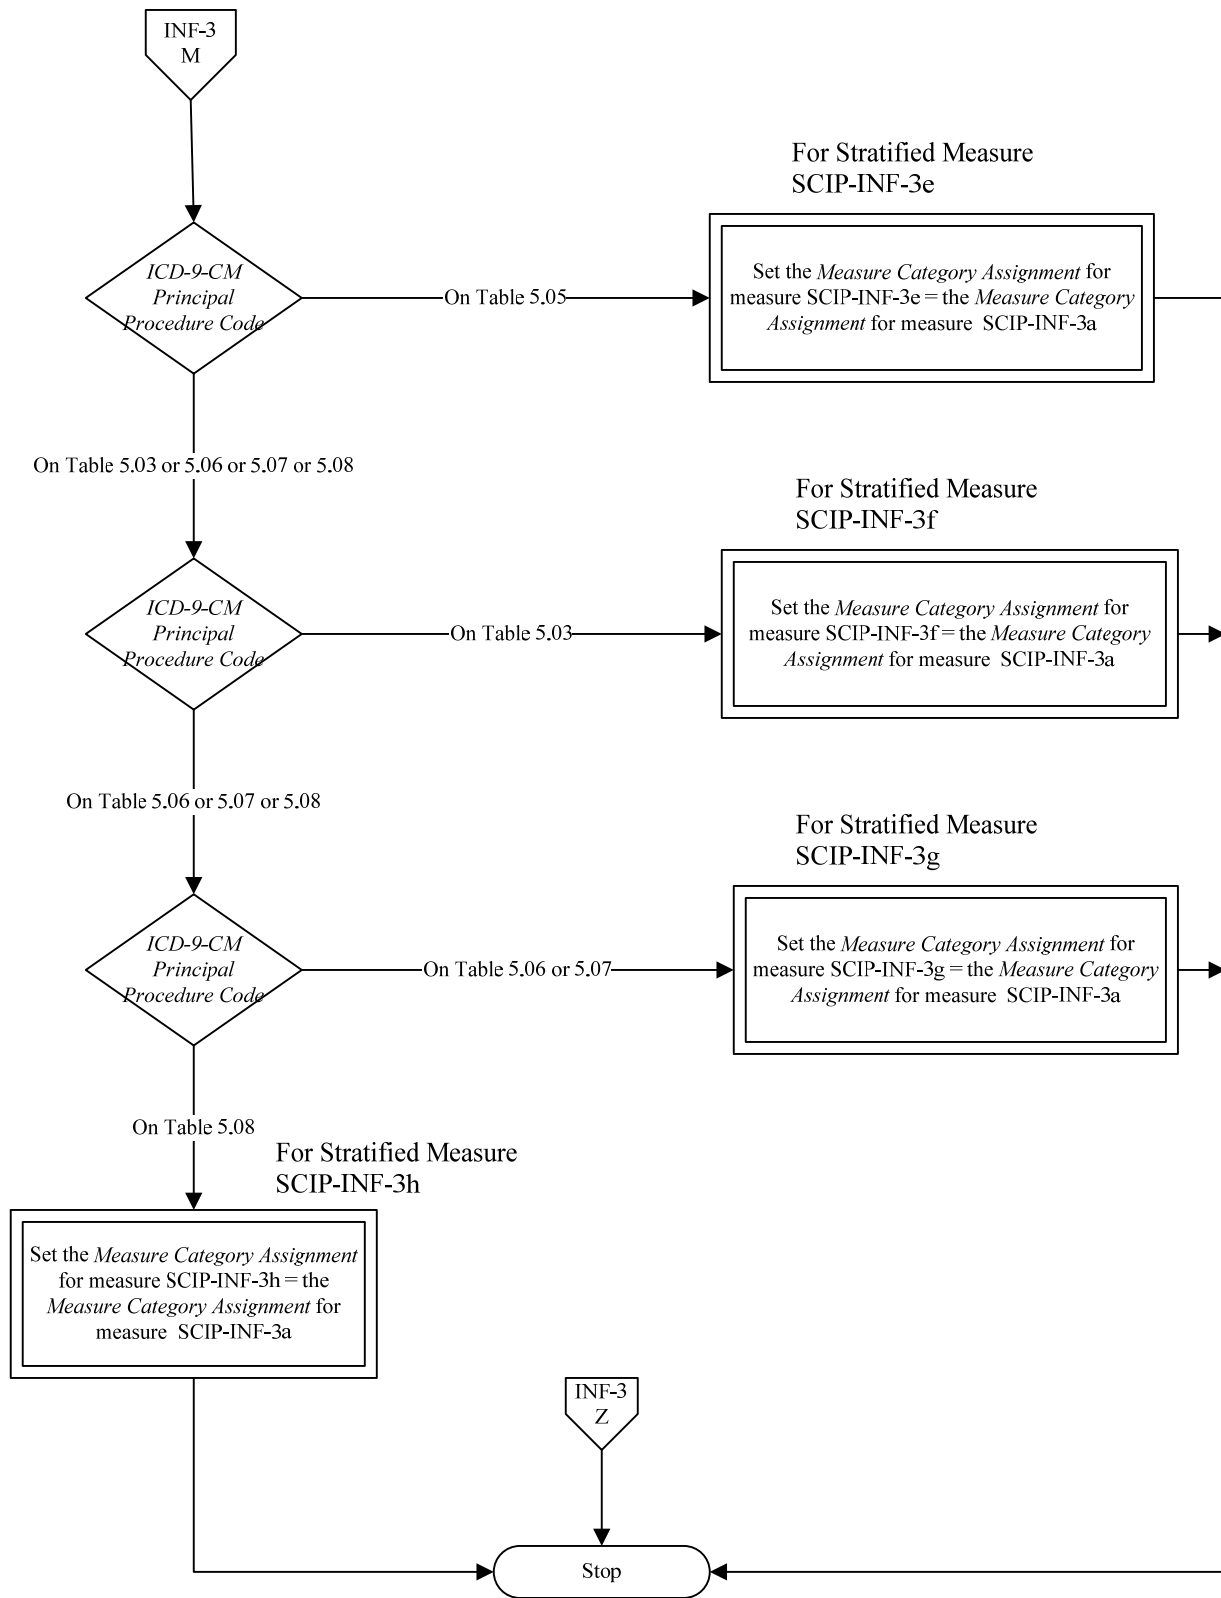 INF-3
M
For Stratified Measure
SCIP-INF-3e
ICD-9-CM
Principal
Procedure Code
On Table 5.05
Set the Measure Category Assignment for
measure SCIP-INF-3e = the Measure Category
Assignment for measure SCIP-INF-3a
On Table 5.03 or 5.06 or 5.07 or 5.08
For Stratified Measure
SCIP-INF-3f
ICD-9-CM
Principal
Procedure Code
On Table 5.03
Set the Measure Category Assignment for
measure SCIP-INF-3f = the Measure Category
Assignment for measure SCIP-INF-3a
On Table 5.06 or 5.07 or 5.08
For Stratified Measure
SCIP-INF-3g
ICD-9-CM
Principal
Procedure Code
On Table 5.06 or 5.07
Set the Measure Category Assignment for
measure SCIP-INF-3g = the Measure Category
Assignment for measure SCIP-INF-3a
On Table 5.08
For Stratified Measure
SCIP-INF-3h
Set the Measure Category Assignment
for measure SCIP-INF-3h = the
Measure Category Assignment for
measure SCIP-INF-3a
INF-3
Z
Stop